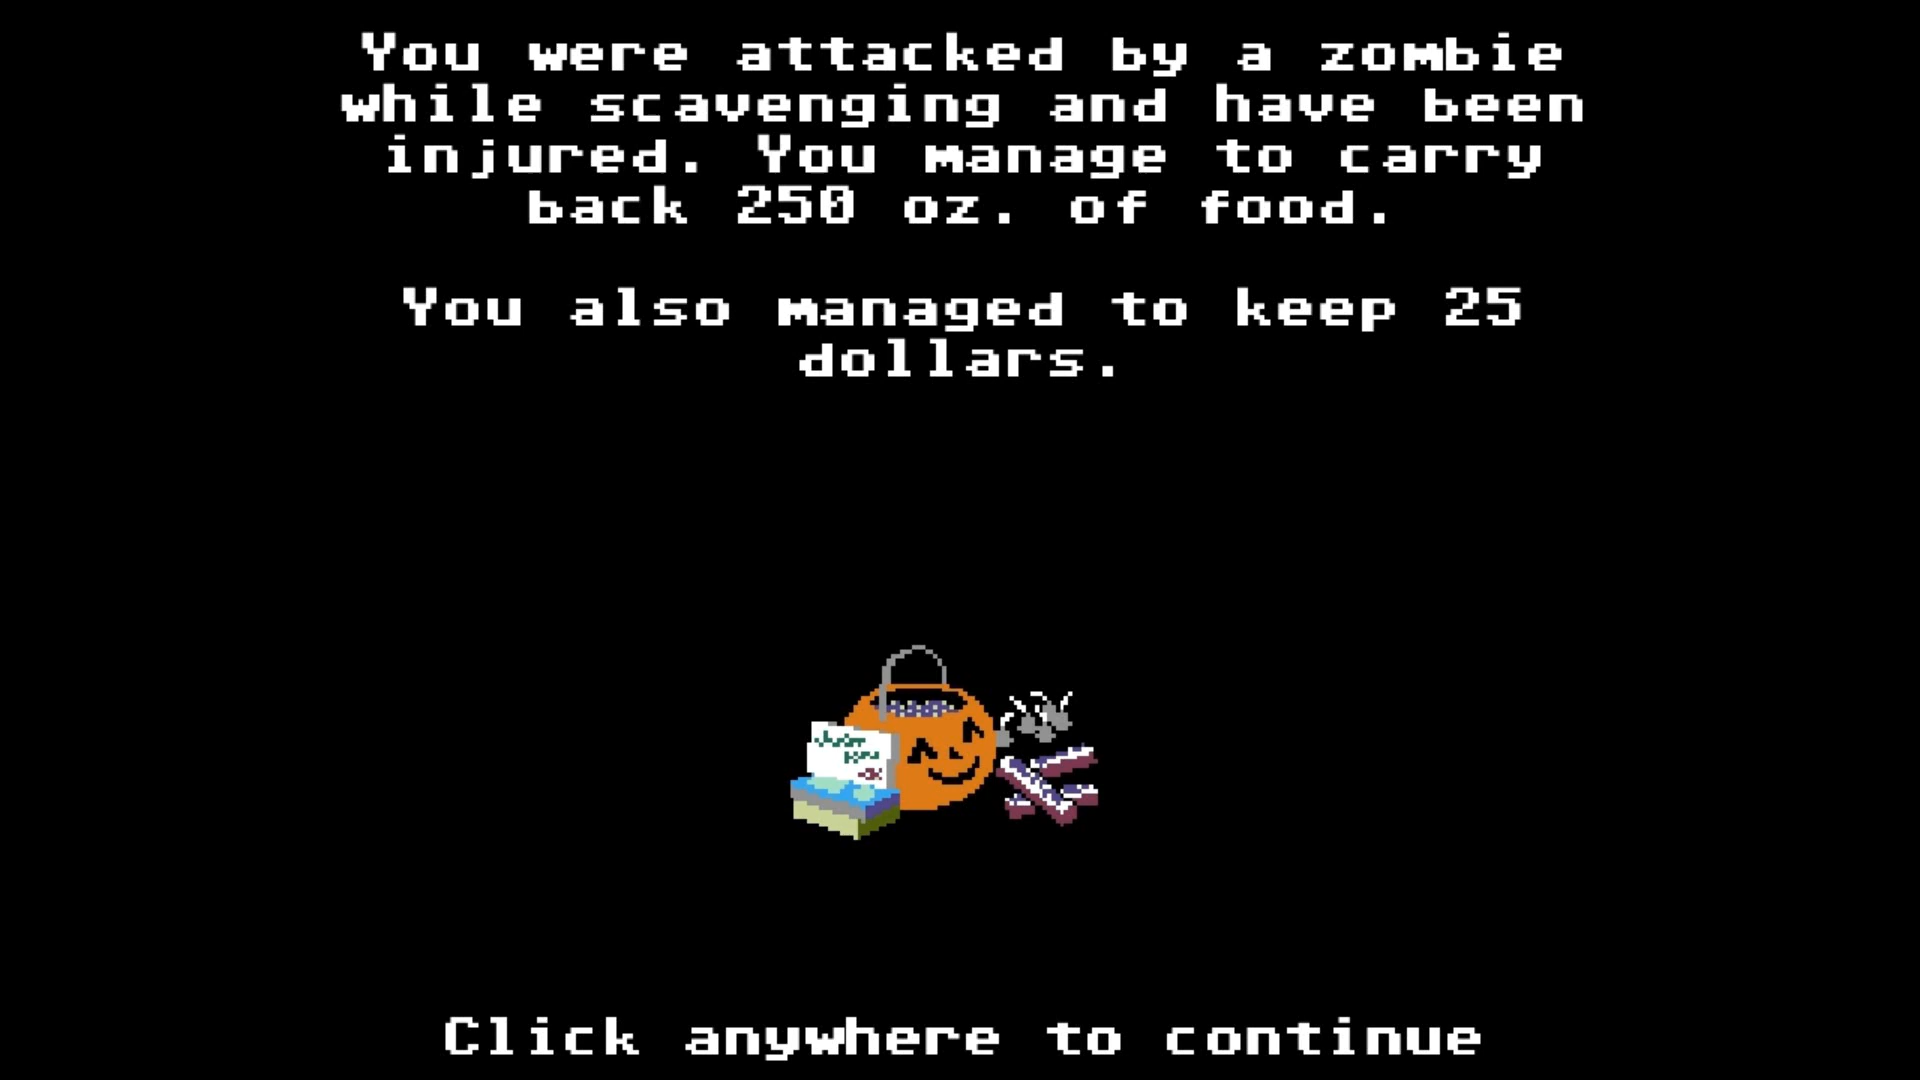 You were attacked by a zombie
while scavenging and have been
injured. You manage to carry
back 250 oz. of food.
You also managed to keep 25
dollars.
Click anywhere to continue